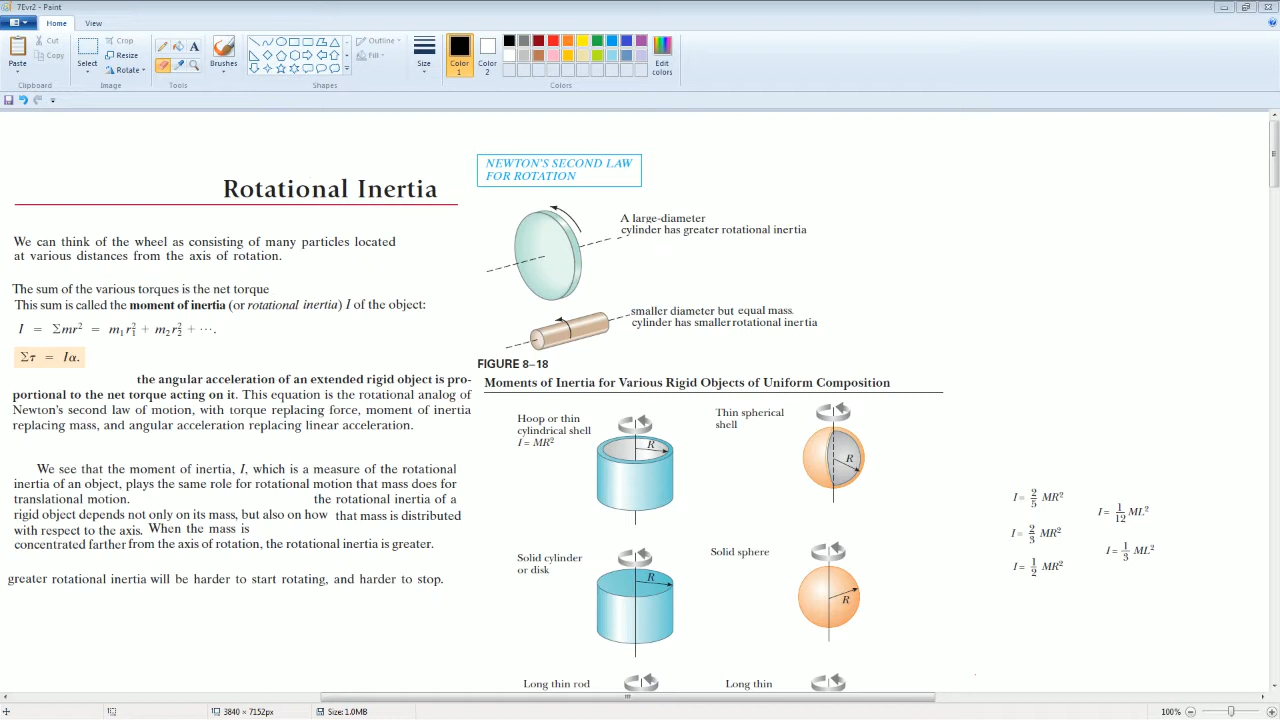 7Evr2 - Paint
Home
View
Paste
Cut
Copy
Clipboard
Select
Crop
Resize
Rotate
Image
A
Tools
Brushes
Outline
Fill
Shapes
Size
Color 1
Color 2
Edit colors
Colors
Rotational Inertia
We can think of the wheel as consisting of many particles located
at various distances from the axis of rotation.
The sum of the various torques is the net torque
This sum is called the moment of inertia (or rotational inertia) I of the object:
I = Σmr² = m₁r₁² + m₂r₂² + ⋯.
Στ = Iα.
the angular acceleration of an extended rigid object is pro-
portional to the net torque acting on it. This equation is the rotational analog of
Newton's second law of motion, with torque replacing force, moment of inertia
replacing mass, and angular acceleration replacing linear acceleration.
We see that the moment of inertia, I, which is a measure of the rotational
inertia of an object, plays the same role for rotational motion that mass does for
translational motion. the rotational inertia of a
rigid object depends not only on its mass, but also on how that mass is distributed
with respect to the axis. When the mass is
concentrated farther from the axis of rotation, the rotational inertia is greater.
greater rotational inertia will be harder to start rotating, and harder to stop.
NEWTON'S SECOND LAW
FOR ROTATION
A large-diameter
cylinder has greater rotational inertia
smaller diameter but equal mass.
cylinder has smaller rotational inertia
FIGURE 8–18
Moments of Inertia for Various Rigid Objects of Uniform Composition
Hoop or thin
cylindrical shell
I = MR²
R
Thin spherical
shell
R
Solid cylinder
or disk
R
Solid sphere
R
Long thin rod
Long thin
I = 2/5 MR²
I = 2/3 MR²
I = 1/2 MR²
I = 1/12 ML²
I = 1/3 ML²
3840 × 7152px
Size: 1.0MB
100%